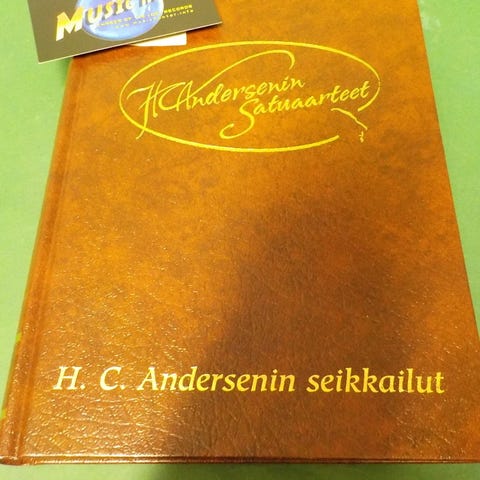 H.C. Andersenin
Satuaarteet
H. C. Andersenin seikkailut